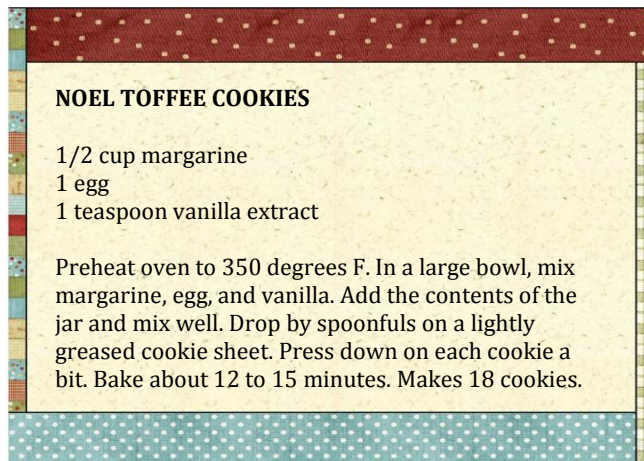 NOEL TOFFEE COOKIES
1/2 cup margarine
1 egg
1 teaspoon vanilla extract
Preheat oven to 350 degrees F. In a large bowl, mix
margarine, egg, and vanilla. Add the contents of the
jar and mix well. Drop by spoonfuls on a lightly
greased cookie sheet. Press down on each cookie a
bit. Bake about 12 to 15 minutes. Makes 18 cookies.